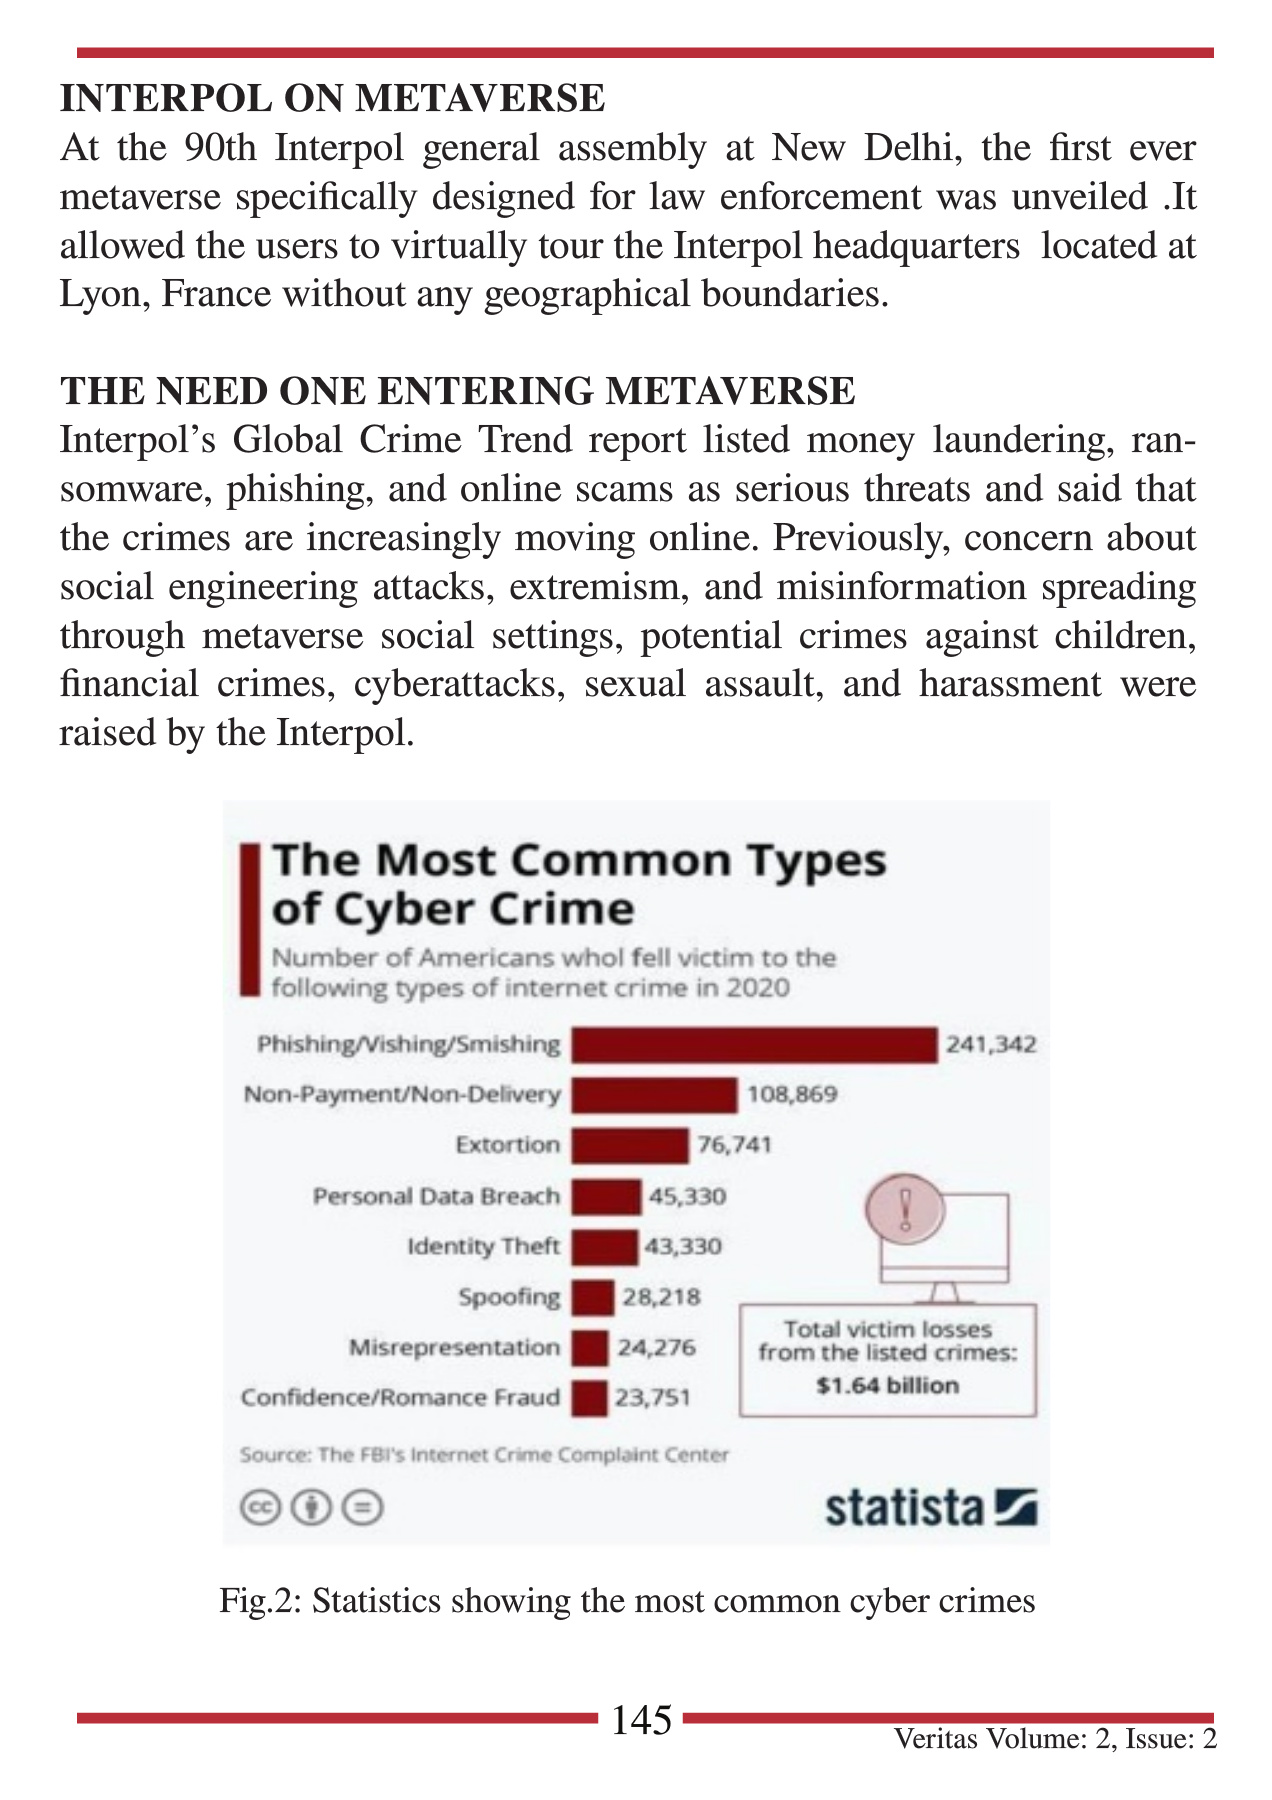 INTERPOL ON METAVERSE
At the 90th Interpol general assembly at New Delhi, the first ever
metaverse specifically designed for law enforcement was unveiled .It
allowed the users to virtually tour the Interpol headquarters located at
Lyon, France without any geographical boundaries.
THE NEED ONE ENTERING METAVERSE
Interpol's Global Crime Trend report listed money laundering, ran-
somware, phishing, and online scams as serious threats and said that
the crimes are increasingly moving online. Previously, concern about
social engineering attacks, extremism, and misinformation spreading
through metaverse social settings, potential crimes against children,
financial crimes, cyberattacks, sexual assault, and harassment were
raised by the Interpol.
The Most Common Types
of Cyber Crime
Number of Americans whol fell victim to the
following types of internet crime in 2020
Phishing/Vishing/Smishing 241,342
Non-Payment/Non-Delivery 108,869
Extortion 76,741
Personal Data Breach 45,330
Identity Theft 43,330
Spoofing 28,218
Misrepresentation 24,276
Confidence/Romance Fraud 23,751
!
Total victim losses
from the listed crimes:
$1.64 billion
Source: The FBI's Internet Crime Complaint Center
cc =
statista
Fig.2: Statistics showing the most common cyber crimes
145
Veritas Volume: 2, Issue: 2